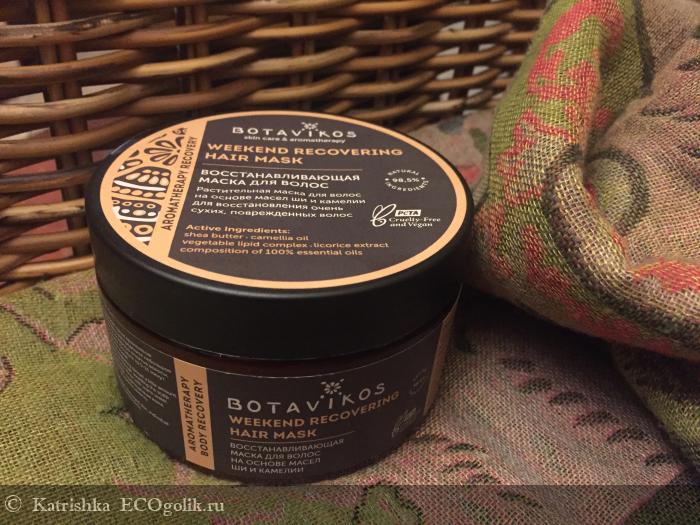 BOTAVIKOS
skin care & aromatherapy
WEEKEND RECOVERING
HAIR MASK
ВОССТАНАВЛИВАЮЩАЯ
МАСКА ДЛЯ ВОЛОС
Растительная маска для волос
на основе масел ши и камелии
для восстановления очень
сухих, поврежденных волос
Active Ingredients:
shea butter · camellia oil
vegetable lipid complex · licorice extract
composition of 100% essential oils
AROMATHERAPY RECOVERY
NATURAL
98,5%
INGREDIENTS
PETA
Cruelty-Free
and Vegan
AROMATHERAPY
BODY RECOVERY
BOTAVIKOS
WEEKEND RECOVERING
HAIR MASK
ВОССТАНАВЛИВАЮЩАЯ
МАСКА ДЛЯ ВОЛОС
НА ОСНОВЕ МАСЕЛ
ШИ И КАМЕЛИИ
© Katrishka ECOgolik.ru